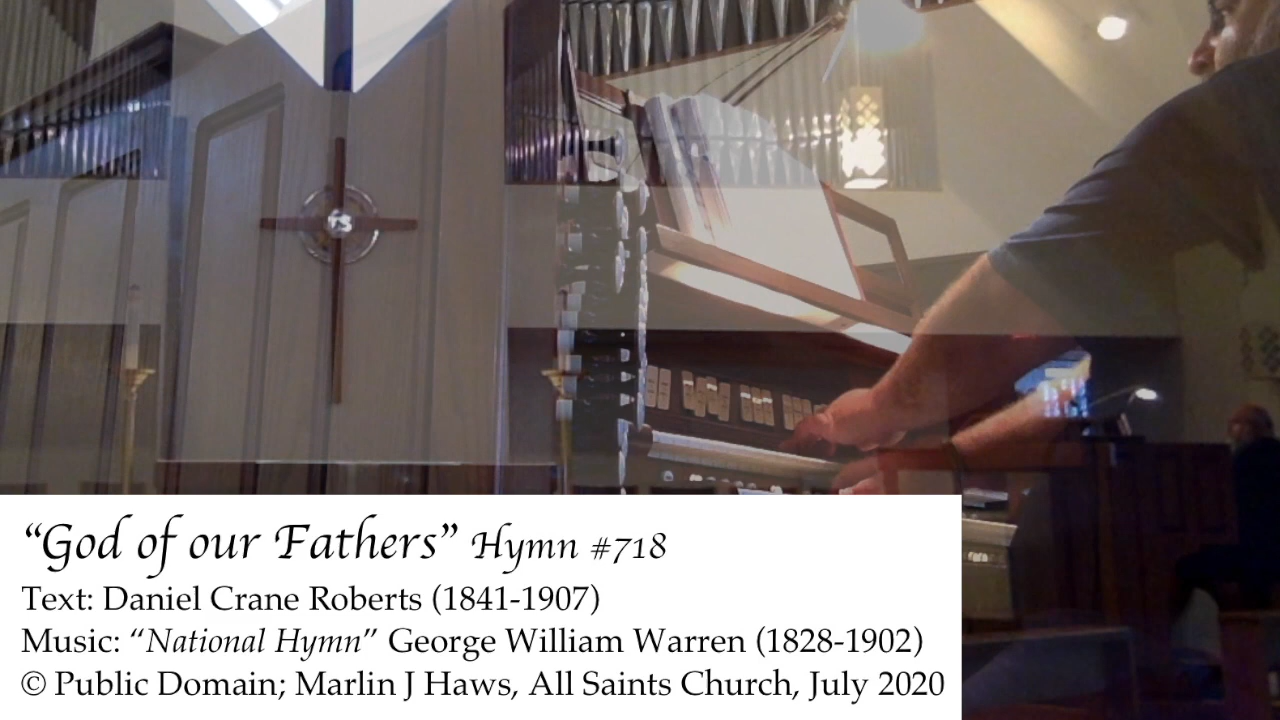 “God of our Fathers” Hymn #718
Text: Daniel Crane Roberts (1841-1907)
Music: “National Hymn” George William Warren (1828-1902)
© Public Domain; Marlin J Haws, All Saints Church, July 2020